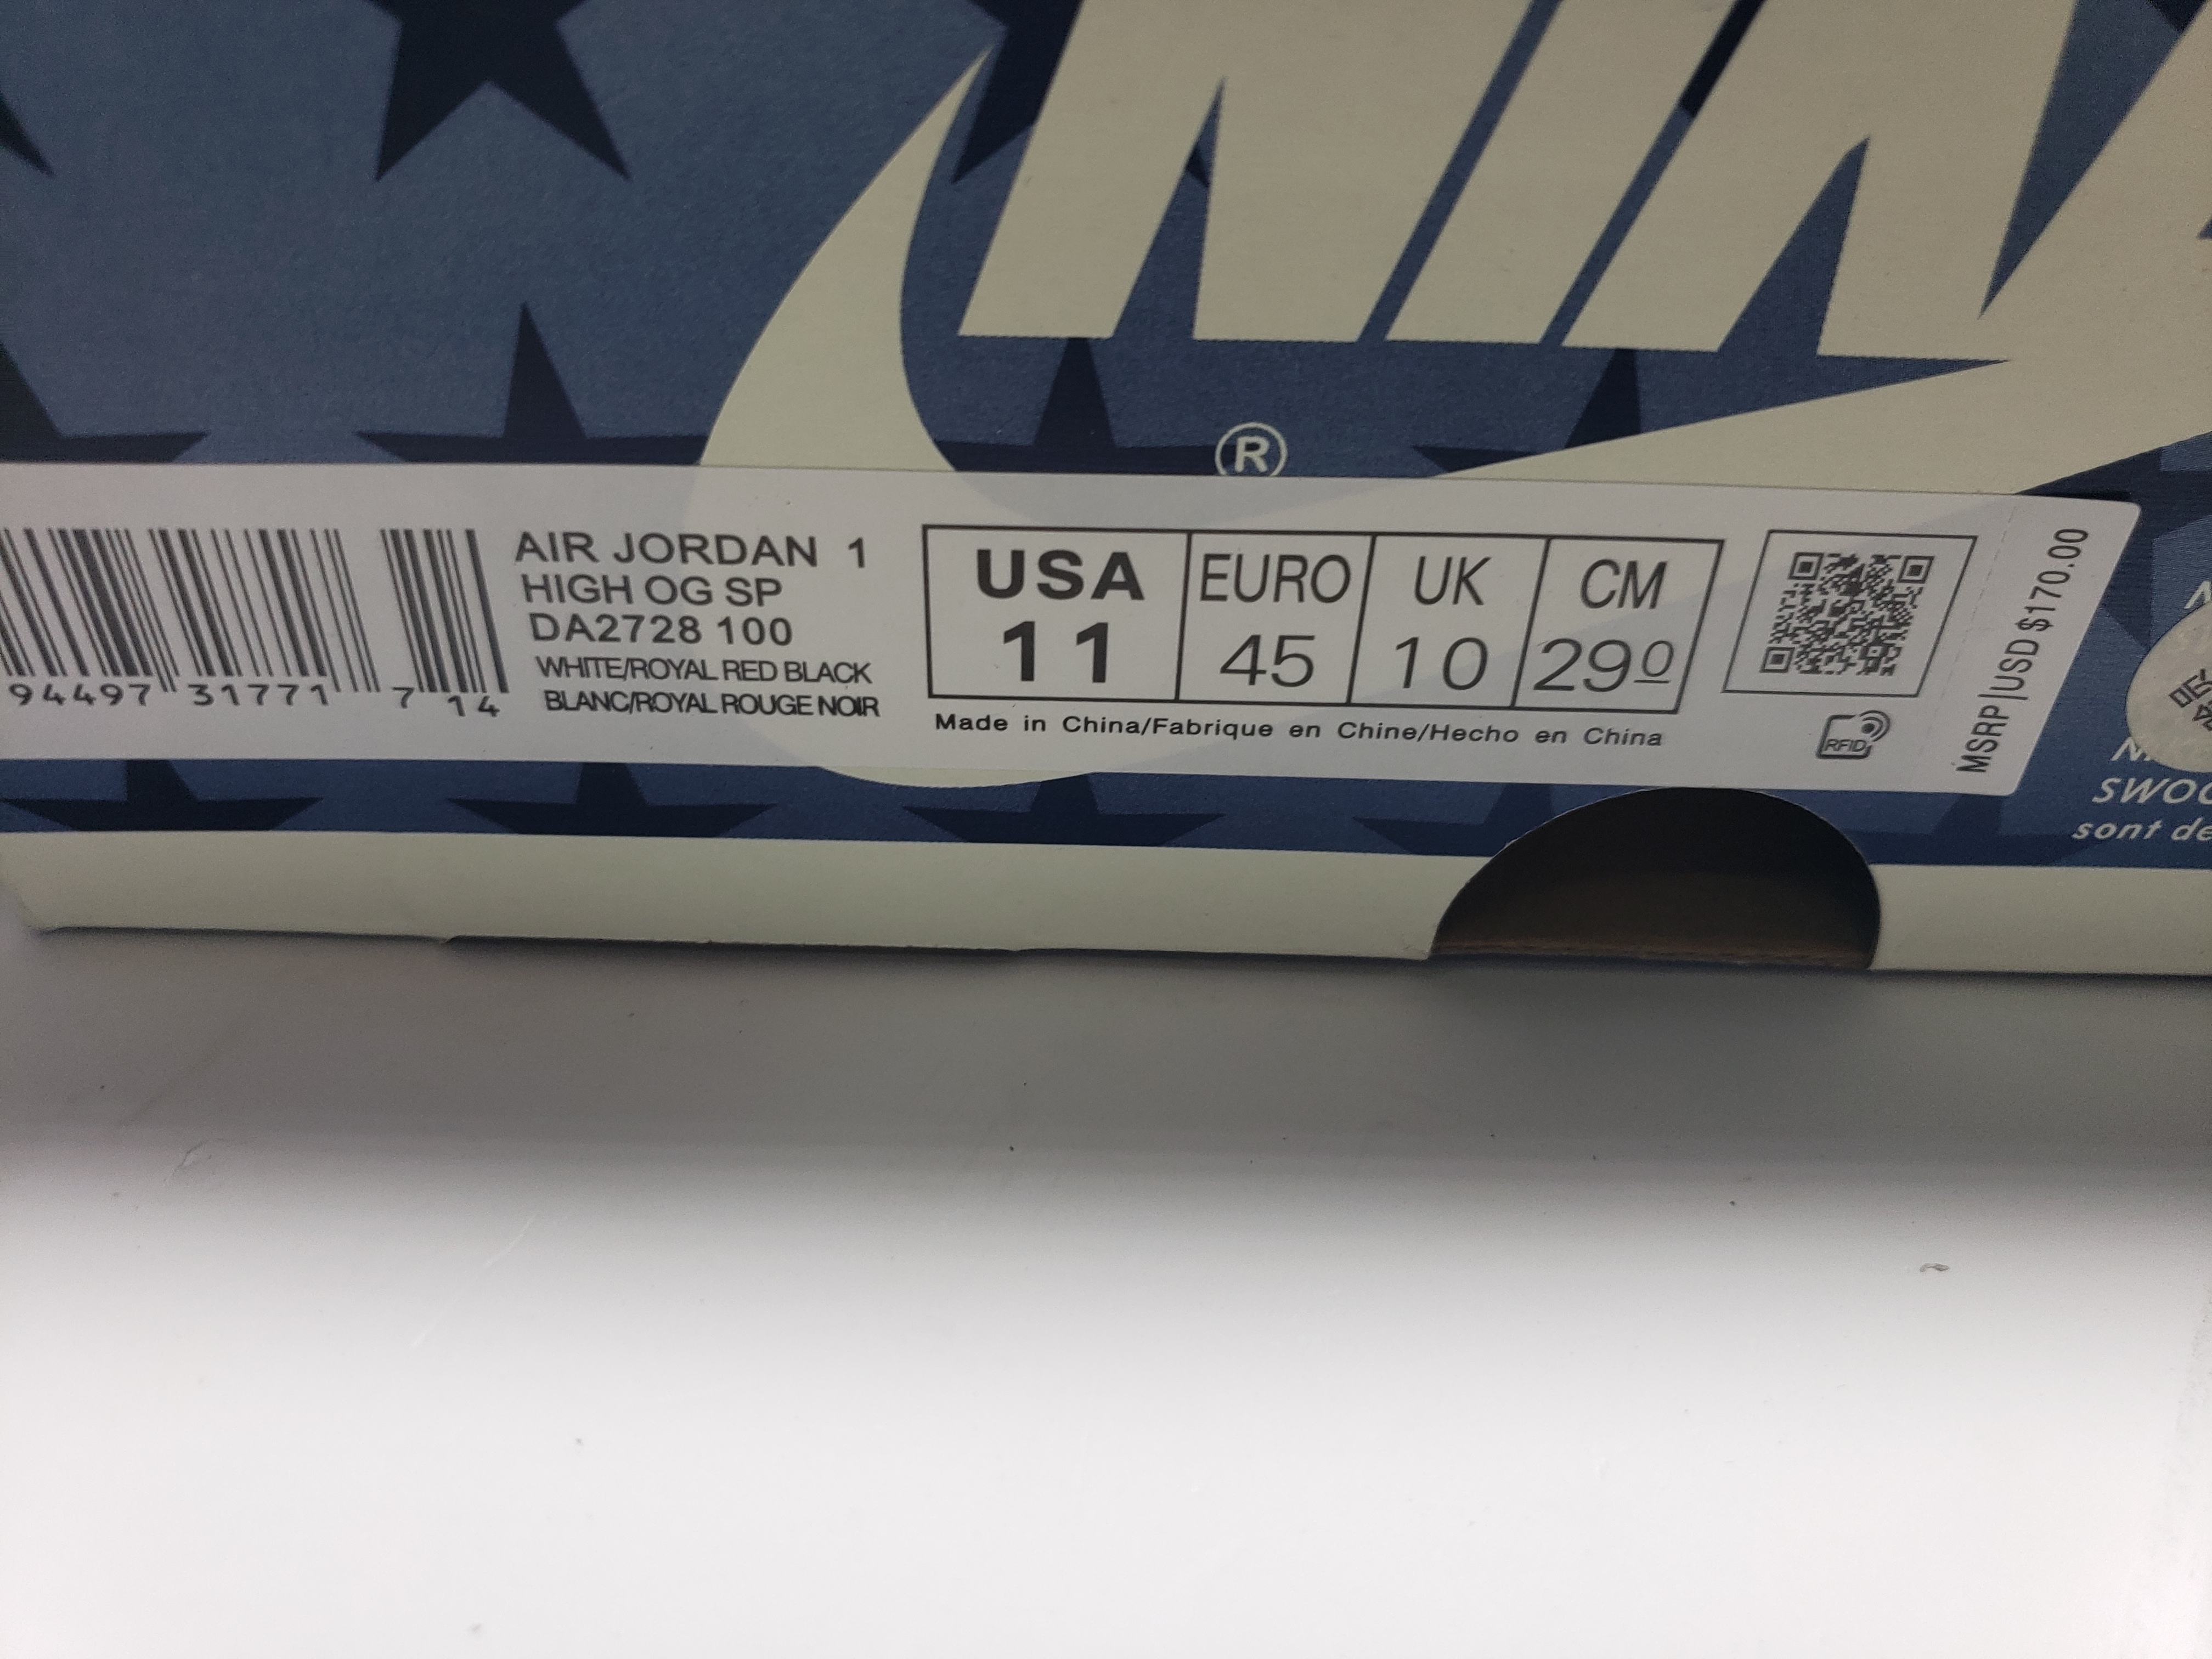 ®
AIR JORDAN 1
HIGH OG SP
DA2728 100
WHITE/ROYAL RED BLACK
BLANC/ROYAL ROUGE NOIR
94497 31771 7 14
USA EURO UK CM
11 45 10 29 0
Made in China/Fabrique en Chine/Hecho en China
RFID
MSRP|USD $170.00
sont de